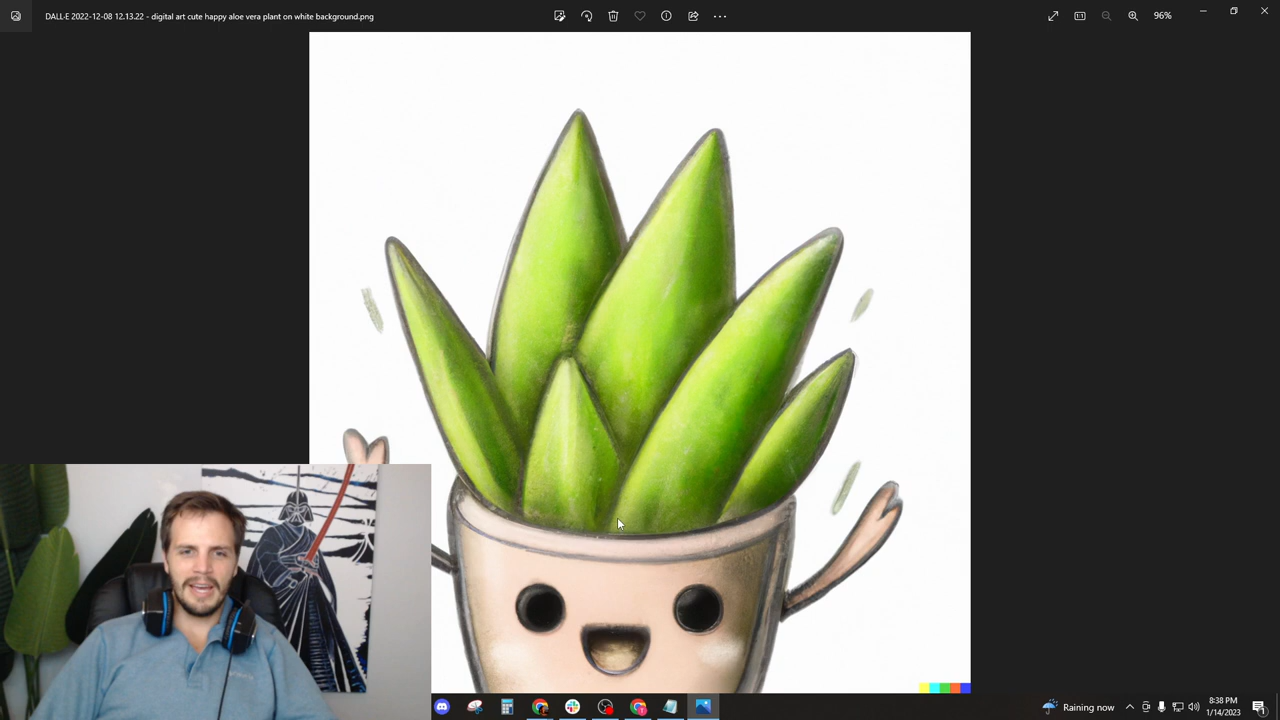 DALL·E 2022-12-08 12.13.22 - digital art cute happy aloe vera plant on white background.png
96%
Raining now
8:38 PM
1/14/2023